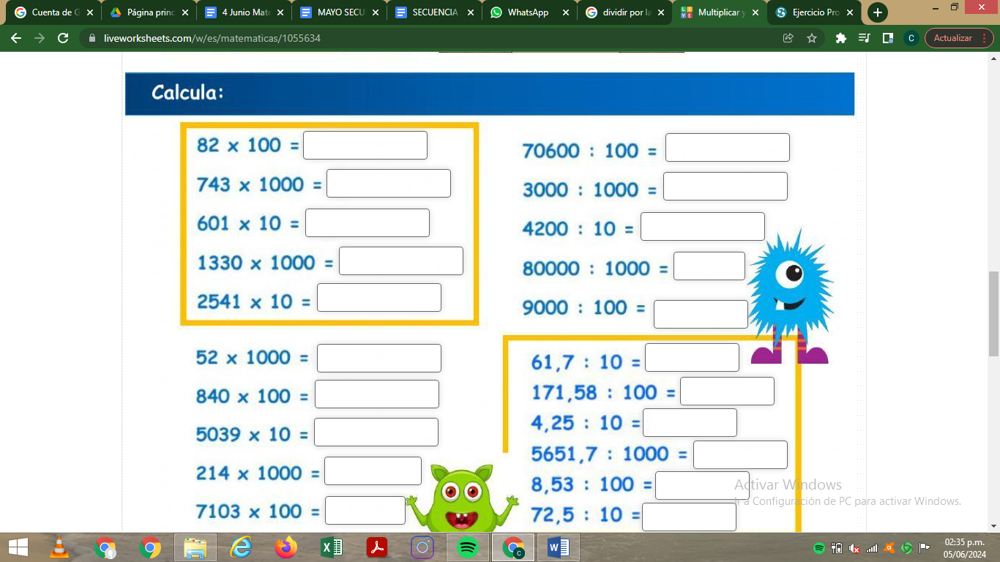 Cuenta de G
Página princ
4 Junio Mate
MAYO SECU
SECUENCIA
WhatsApp
dividir por la
Multiplicar y
Ejercicio Pro
liveworksheets.com/w/es/matematicas/1055634
C
Actualizar
Calcula:
82 x 100 =
743 x 1000 =
601 x 10 =
1330 x 1000 =
2541 x 10 =
70600 : 100 =
3000 : 1000 =
4200 : 10 =
80000 : 1000 =
9000 : 100 =
52 x 1000 =
840 x 100 =
5039 x 10 =
214 x 1000 =
7103 x 100 =
61,7 : 10 =
171,58 : 100 =
4,25 : 10 =
5651,7 : 1000 =
8,53 : 100 =
72,5 : 10 =
Activar Windows
Ir a Configuración de PC para activar Windows.
02:35 p.m.
05/06/2024